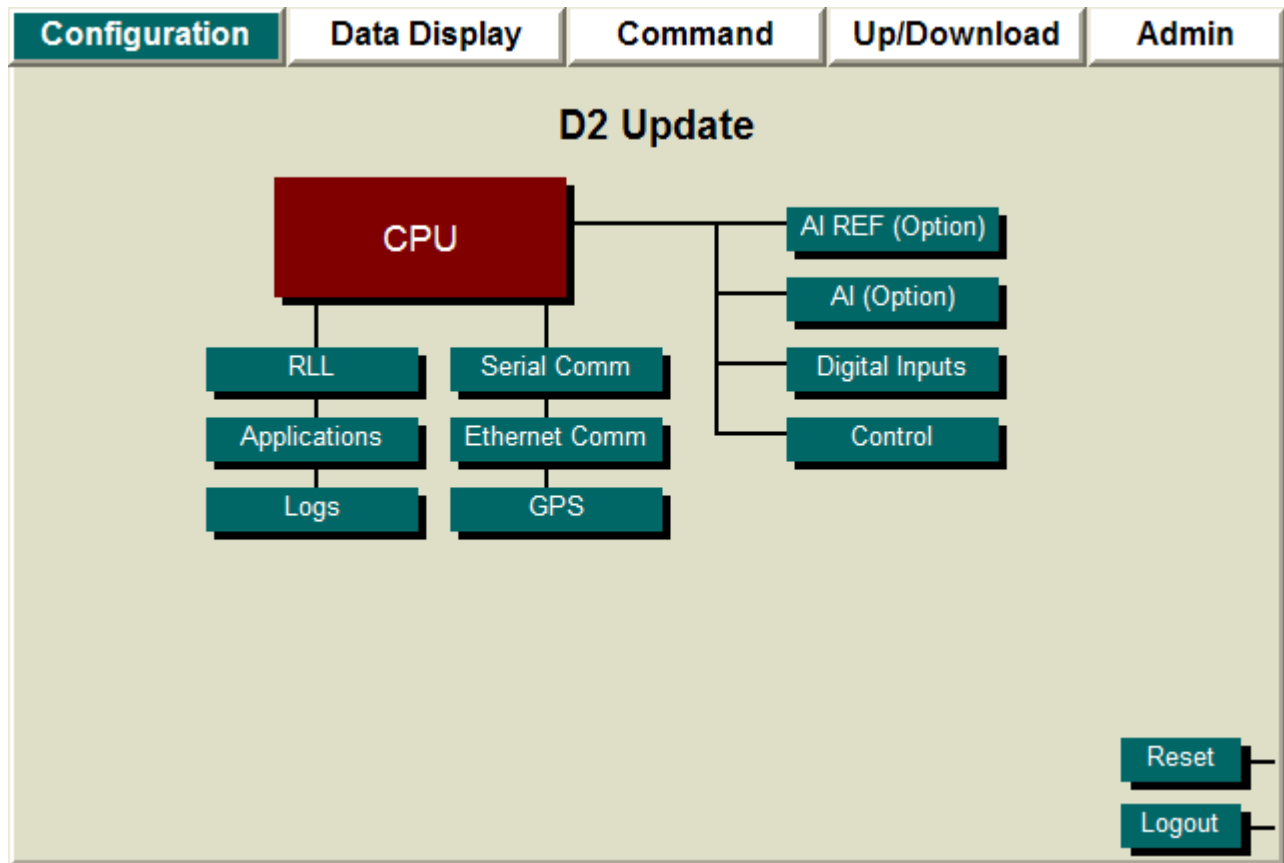 Configuration
Data Display
Command
Up/Download
Admin
D2 Update
CPU
AI REF (Option)
AI (Option)
Digital Inputs
Control
RLL
Applications
Logs
Serial Comm
Ethernet Comm
GPS
Reset
Logout